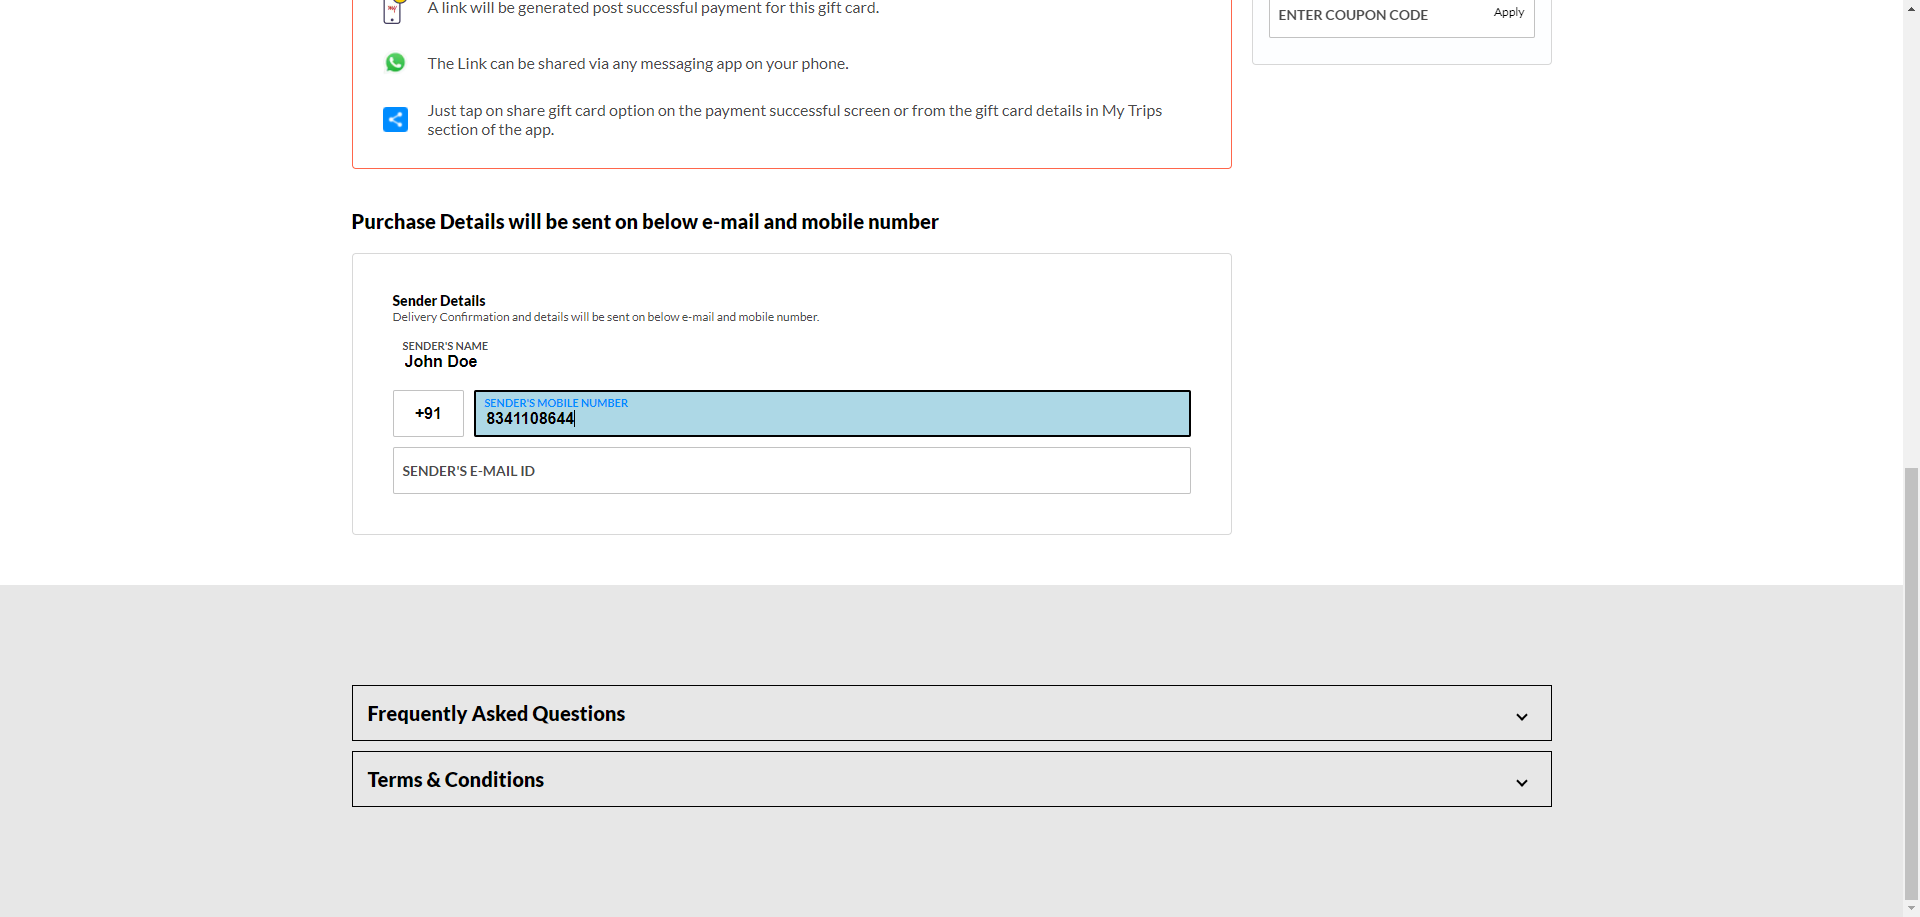 A link will be generated post successful payment for this gift card.
ENTER COUPON CODE
Apply
my
The Link can be shared via any messaging app on your phone.
Just tap on share gift card option on the payment successful screen or from the gift card details in My Trips
section of the app.
Purchase Details will be sent on below e-mail and mobile number
Sender Details
Delivery Confirmation and details will be sent on below e-mail and mobile number.
SENDER'S NAME
John Doe
+91
SENDER'S MOBILE NUMBER
8341108644
SENDER'S E-MAIL ID
Frequently Asked Questions
Terms & Conditions